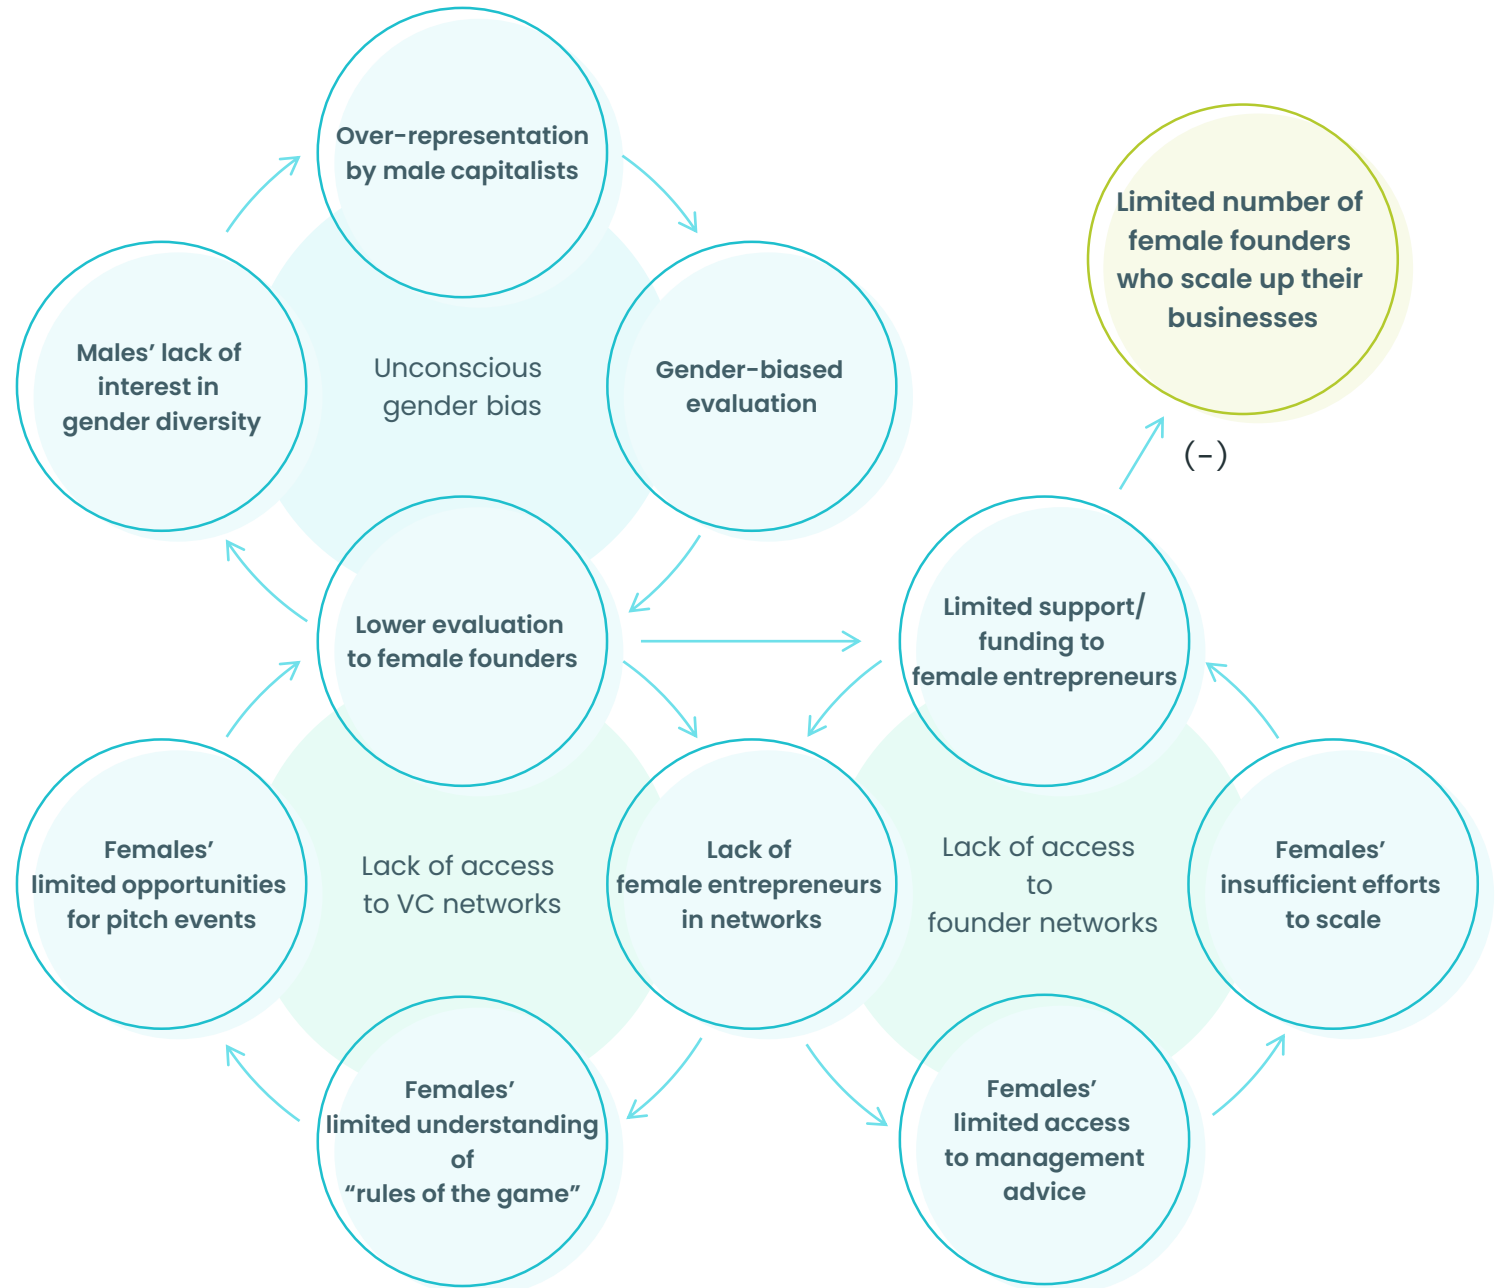 Over-representation
by male capitalists
Limited number of
female founders
who scale up their
businesses
Males’ lack of
interest in
gender diversity
Unconscious
gender bias
Gender-biased
evaluation
(-)
Lower evaluation
to female founders
Limited support/
funding to
female entrepreneurs
Females’
limited opportunities
for pitch events
Lack of access
to VC networks
Lack of
female entrepreneurs
in networks
Lack of access
to
founder networks
Females’
insufficient efforts
to scale
Females’
limited understanding
of
“rules of the game”
Females’
limited access
to management
advice